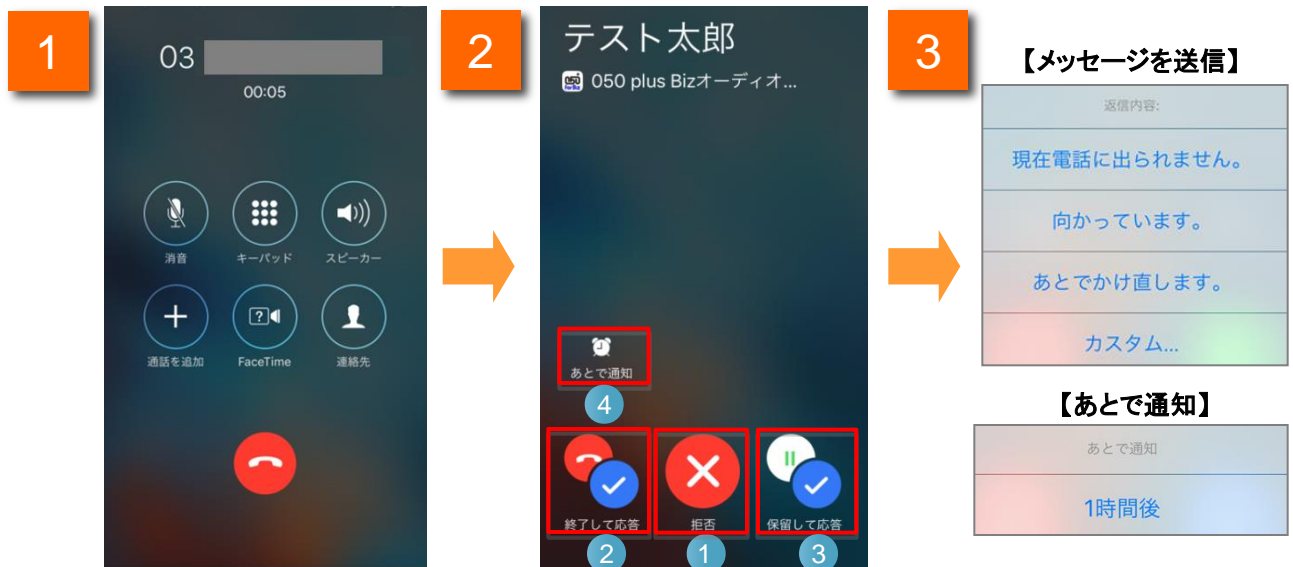 1
03
00:05
消音
キーパッド
スピーカー
通話を追加
FaceTime
連絡先
2
テスト太郎
050 plus Bizオーディオ...
あとで通知
4
終了して応答
拒否
保留して応答
2
1
3
3
【メッセージを送信】
返信内容:
現在電話に出られません。
向かっています。
あとでかけ直します。
カスタム...
【あとで通知】
あとで通知
1時間後